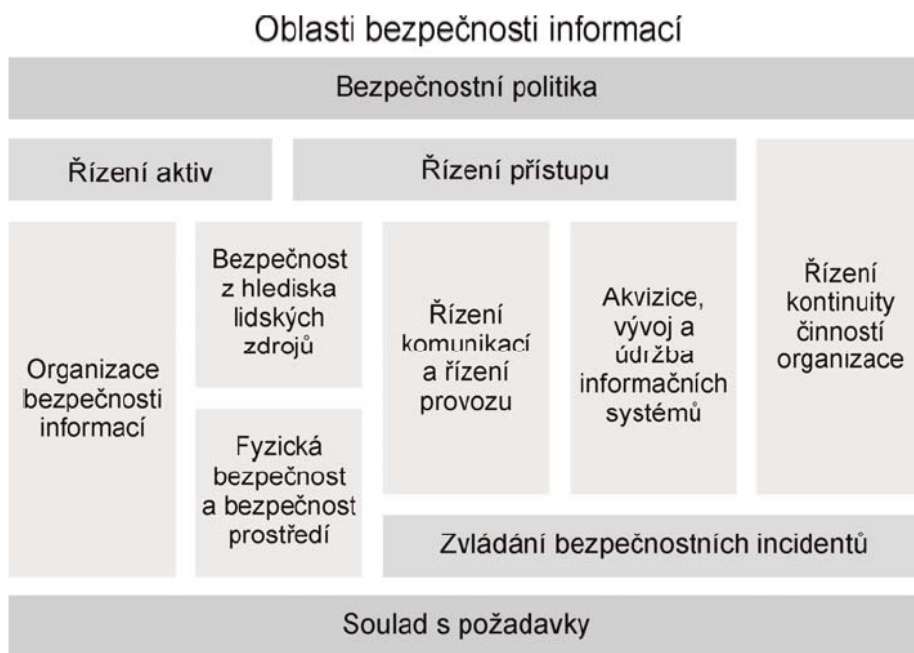 Oblasti bezpečnosti informací
Bezpečnostní politika
Řízení aktiv
Řízení přístupu
Organizace
bezpečnosti
informací
Bezpečnost
z hlediska
lidských
zdrojů
Fyzická
bezpečnost
a bezpečnost
prostředí
Řízení
komunikací
a řízení
provozu
Akvizice,
vývoj a
údržba
informačních
systémů
Řízení
kontinuity
činností
organizace
Zvládání bezpečnostních incidentů
Soulad s požadavky